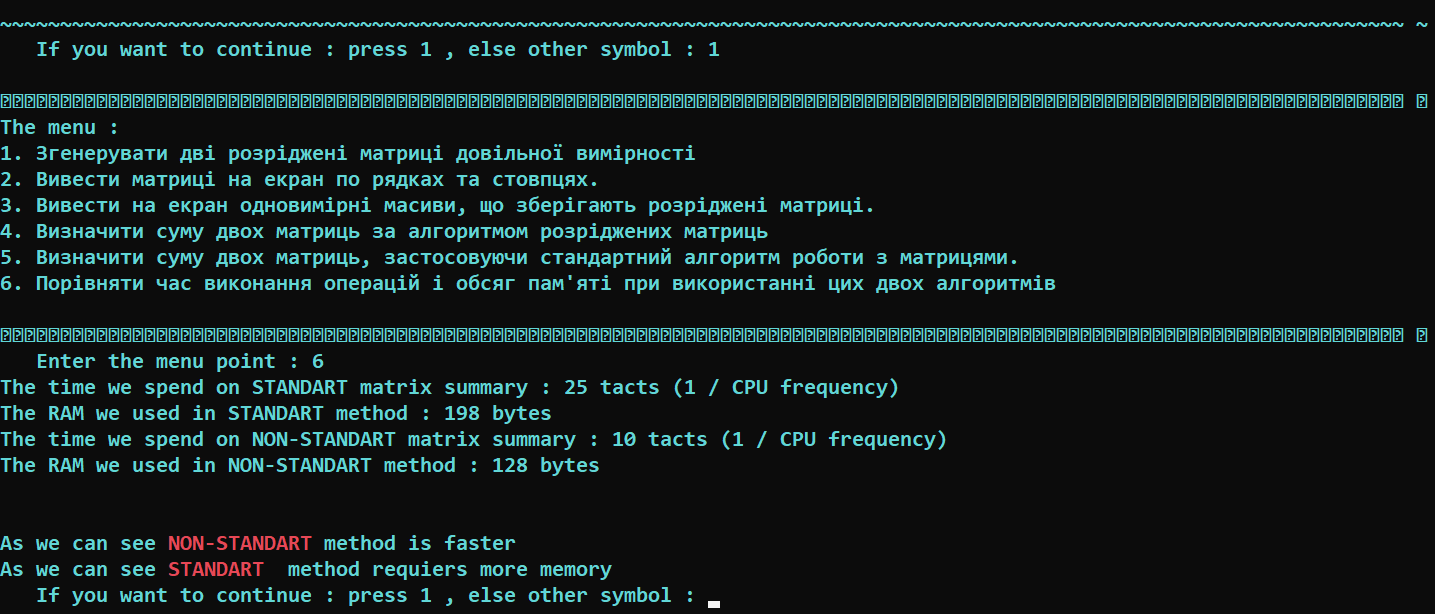 ~~~~~~~~~~~~~~~~~~~~~~~~~~~~~~~~~~~~~~~~~~~~~~~~~~~~~~~~~~~~~~~~~~~~~~~~~~~~~~~~~~~~~~~~~~~~~~~~~~~~~~~~~~~~~~~~~~~~~ ~
If you want to continue : press 1 , else other symbol : 1
The menu :
1. Згенерувати дві розріджені матриці довільної вимірності
2. Вивести матриці на екран по рядках та стовпцях.
3. Вивести на екран одновимірні масиви, що зберігають розріджені матриці.
4. Визначити суму двох матриць за алгоритмом розріджених матриць
5. Визначити суму двох матриць, застосовуючи стандартний алгоритм роботи з матрицями.
6. Порівняти час виконання операцій і обсяг пам'яті при використанні цих двох алгоритмів
Enter the menu point : 6
The time we spend on STANDART matrix summary : 25 tacts (1 / CPU frequency)
The RAM we used in STANDART method : 198 bytes
The time we spend on NON-STANDART matrix summary : 10 tacts (1 / CPU frequency)
The RAM we used in NON-STANDART method : 128 bytes
As we can see NON-STANDART method is faster
As we can see STANDART  method requiers more memory
If you want to continue : press 1 , else other symbol :